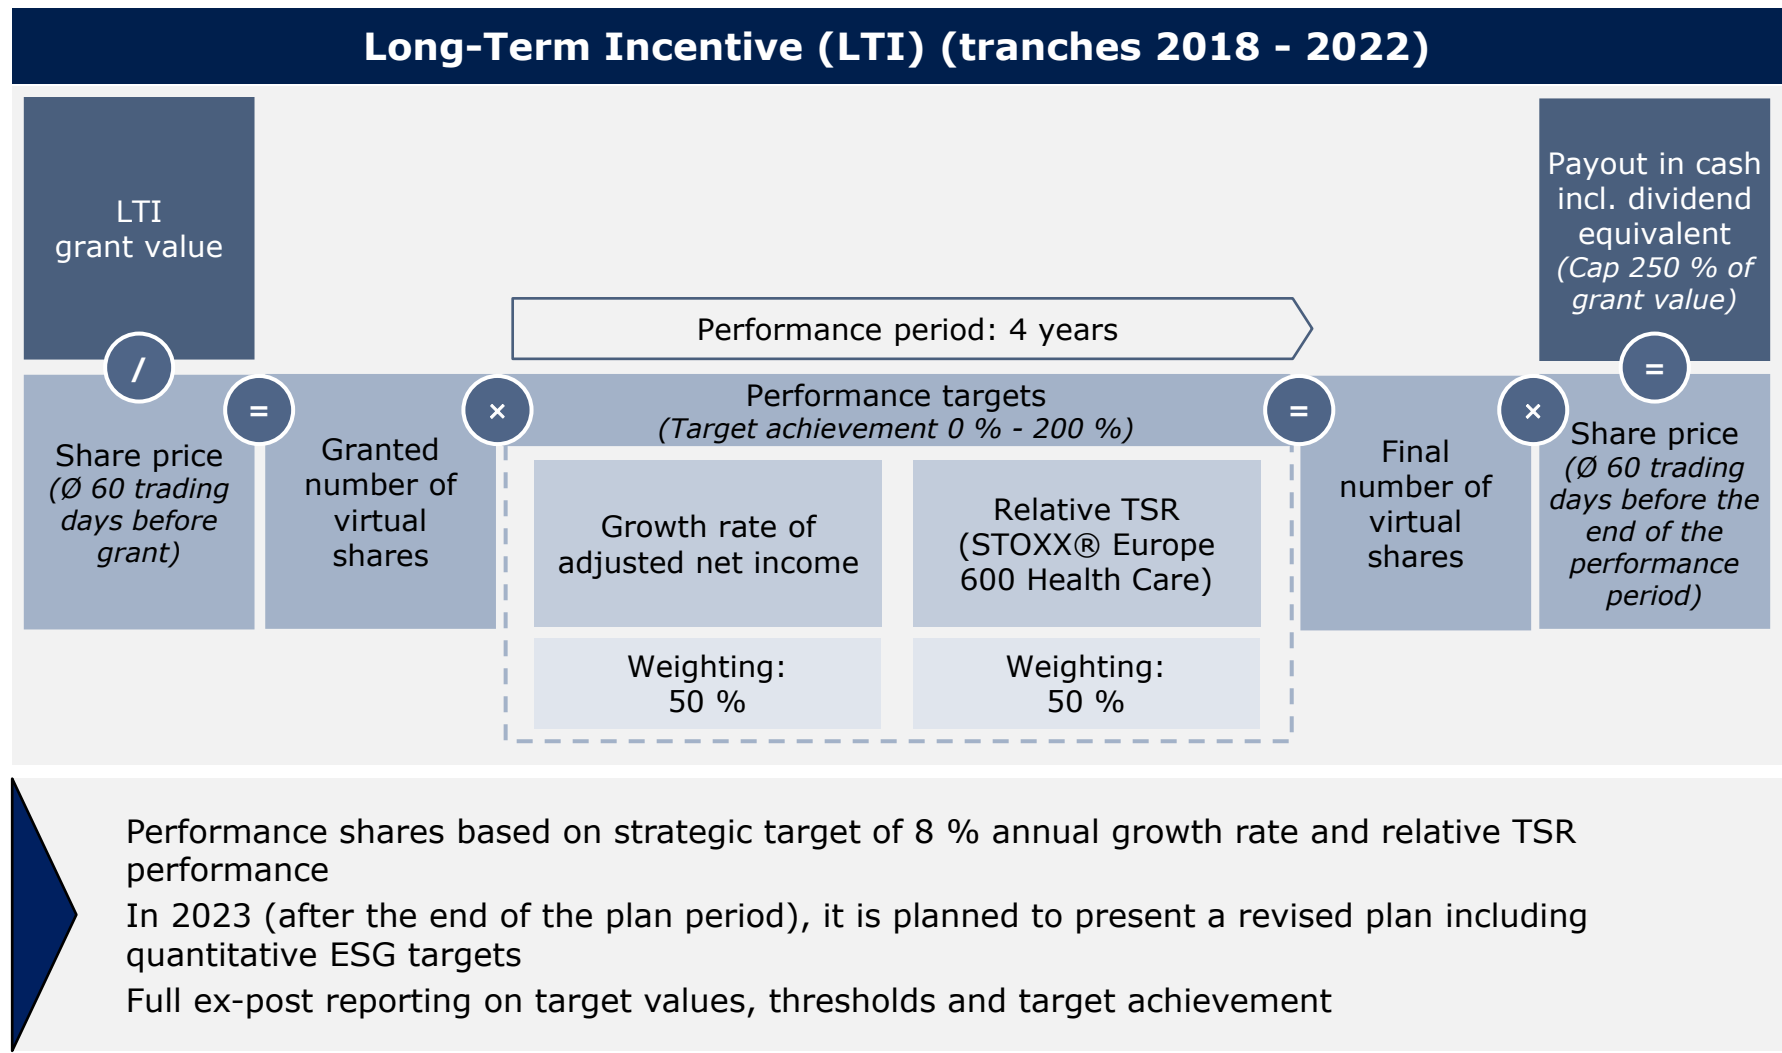 Long-Term Incentive (LTI) (tranches 2018 - 2022)
LTI
grant value
/
Share price
(Ø 60 trading
days before
grant)
=
Granted
number of
virtual
shares
×
Performance period: 4 years
Performance targets
(Target achievement 0 % - 200 %)
Growth rate of
adjusted net income
Weighting:
50 %
Relative TSR
(STOXX® Europe
600 Health Care)
Weighting:
50 %
=
Final
number of
virtual
shares
×
Share price
(Ø 60 trading
days before the
end of the
performance
period)
=
Payout in cash
incl. dividend
equivalent
(Cap 250 % of
grant value)
Performance shares based on strategic target of 8 % annual growth rate and relative TSR
performance
In 2023 (after the end of the plan period), it is planned to present a revised plan including
quantitative ESG targets
Full ex-post reporting on target values, thresholds and target achievement